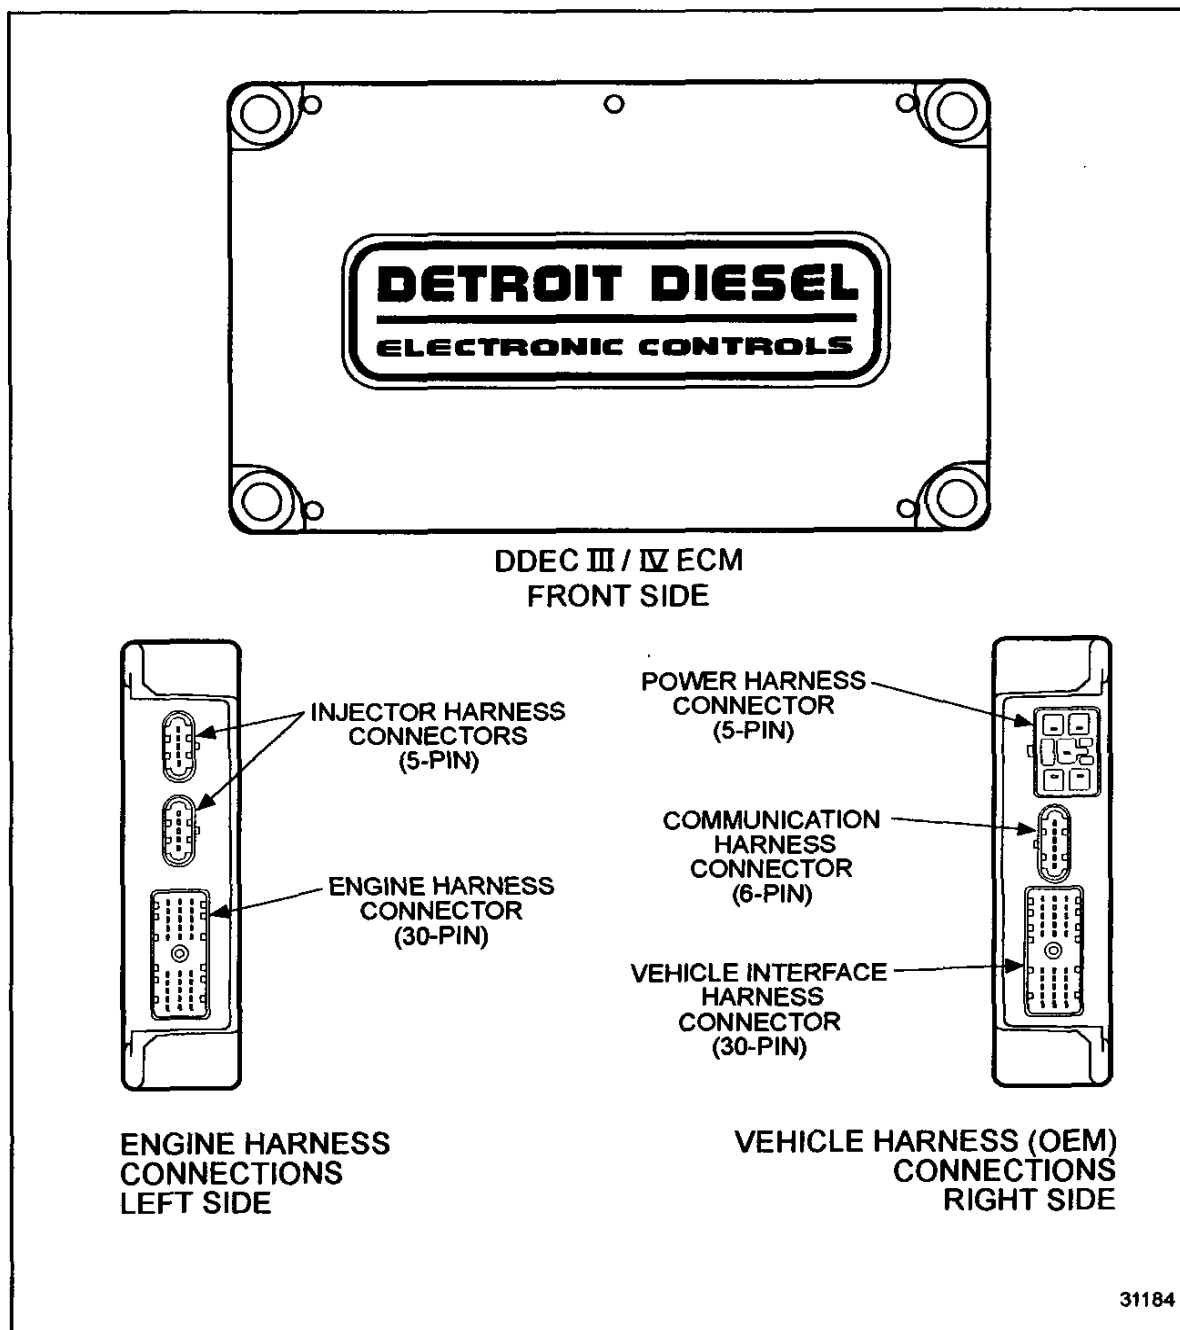 DETROIT DIESEL
ELECTRONIC CONTROLS
DDEC III / IV ECM
FRONT SIDE
INJECTOR HARNESS
CONNECTORS
(5-PIN)
ENGINE HARNESS
CONNECTOR
(30-PIN)
POWER HARNESS
CONNECTOR
(5-PIN)
COMMUNICATION
HARNESS
CONNECTOR
(6-PIN)
VEHICLE INTERFACE
HARNESS
CONNECTOR
(30-PIN)
ENGINE HARNESS
CONNECTIONS
LEFT SIDE
VEHICLE HARNESS (OEM)
CONNECTIONS
RIGHT SIDE
31184